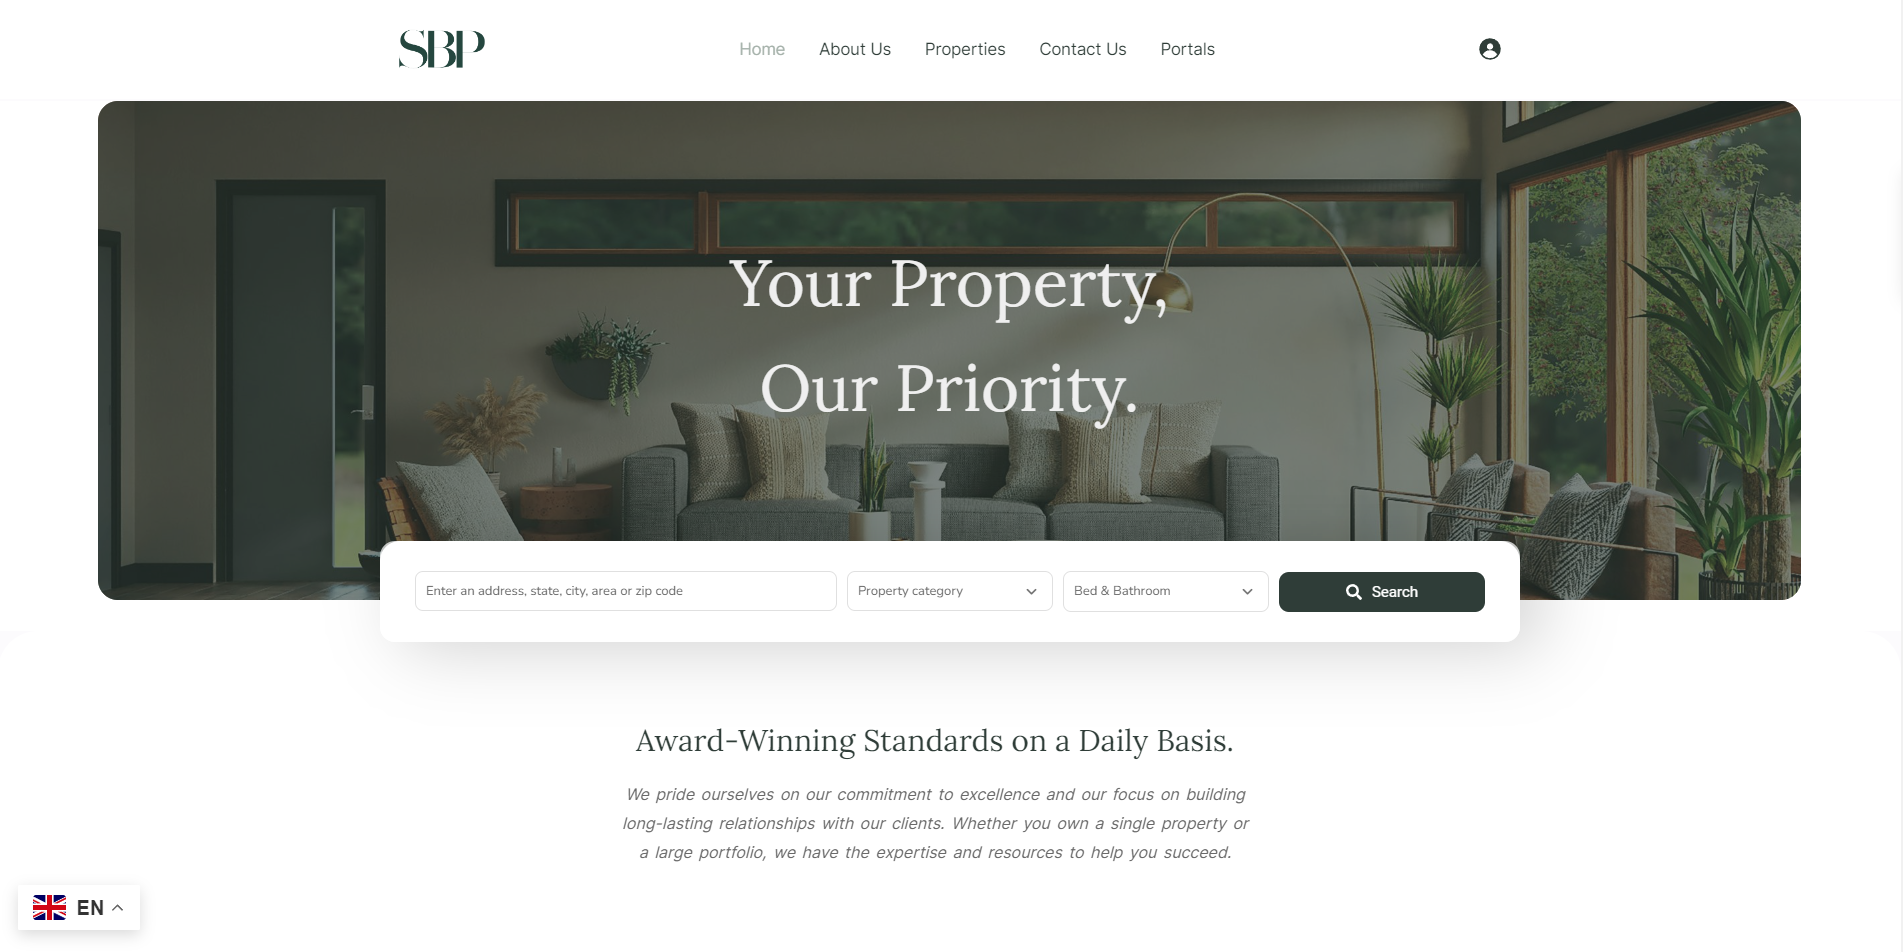 SBP
Home
About Us
Properties
Contact Us
Portals
Your Property,
Our Priority.
Enter an address, state, city, area or zip code
Property category
Bed & Bathroom
Search
Award-Winning Standards on a Daily Basis.
We pride ourselves on our commitment to excellence and our focus on building
long-lasting relationships with our clients. Whether you own a single property or
a large portfolio, we have the expertise and resources to help you succeed.
EN